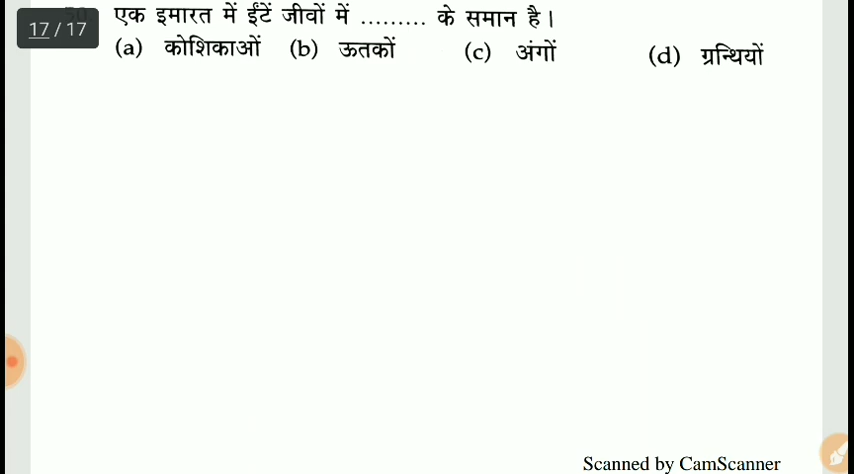 एक इमारत में ईंटें जीवों में ......... के समान है।
17 / 17
(a) कोशिकाओं (b) ऊतकों (c) अंगों (d) ग्रन्थियों
Scanned by CamScanner